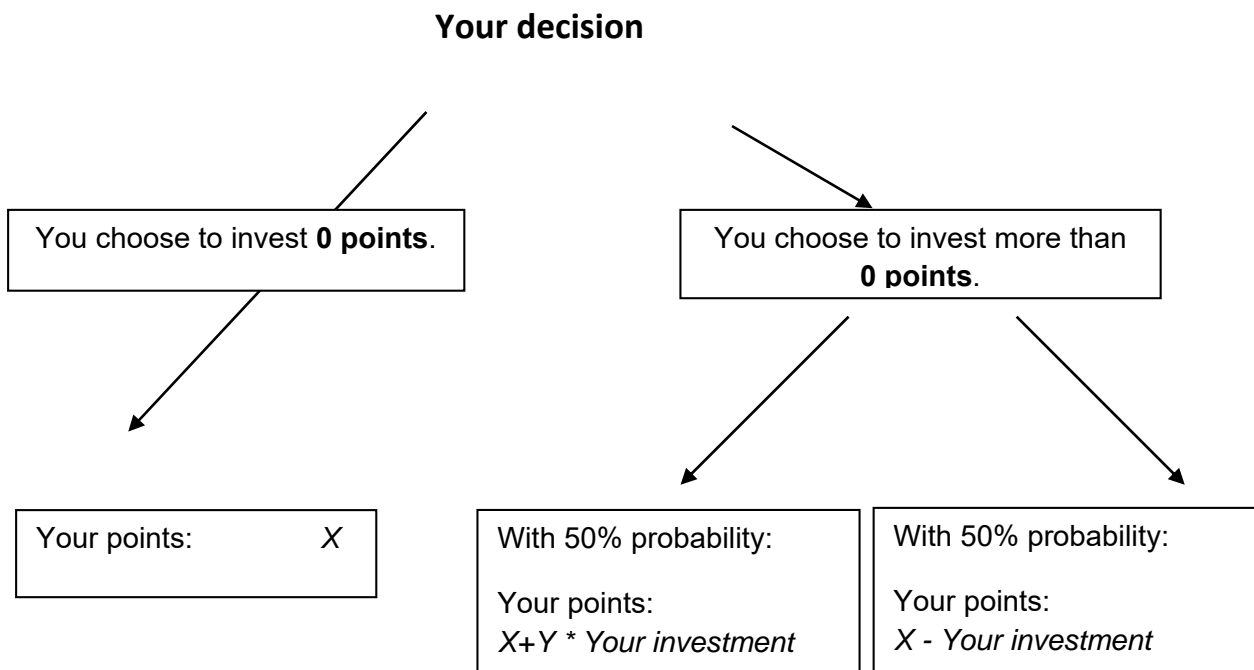 Your decision
You choose to invest 0 points.
You choose to invest more than
0 points.
Your points: X
With 50% probability:
Your points:
X+Y * Your investment
With 50% probability:
Your points:
X - Your investment